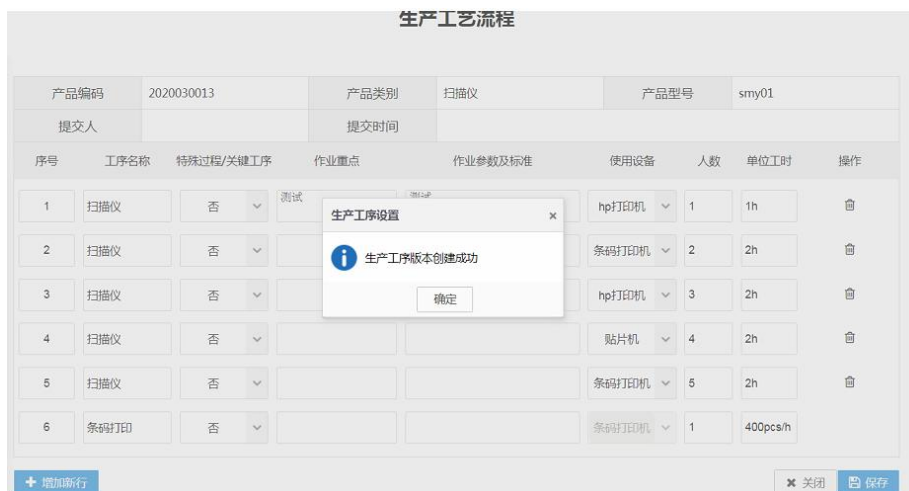 生产工艺流程
产品编码 2020030013 产品类别 扫描仪 产品型号 smy01
提交人 提交时间
序号 工序名称 特殊过程/关键工序 作业重点 作业参数及标准 使用设备 人数 单位工时 操作
1 扫描仪 否 测试 测试 hp打印机 1 1h
生产工序设置 ×
2 扫描仪 否 条码打印机 2 2h
生产工序版本创建成功
3 扫描仪 否 hp打印机 3 2h
确定
4 扫描仪 否 贴片机 4 2h
5 扫描仪 否 条码打印机 5 2h
6 条码打印 否 条码打印机 1 400pcs/h
+ 增加新行 × 关闭 保存